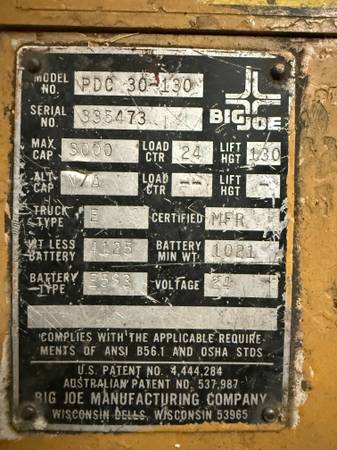 MODEL NO. PDC 30-130
SERIAL NO. 335473
BIG JOE
MAX CAP 3000 LOAD CTR 24 LIFT HGT 130
ALT. CAP LOAD CTR -- LIFT HGT -
TRUCK TYPE E CERTIFIED MFR
WT LESS BATTERY 4125 BATTERY MIN WT 1021
BATTERY TYPE VOLTAGE 24
COMPLIES WITH THE APPLICABLE REQUIRE-
MENTS OF ANSI B56.1 AND OSHA STDS
U.S. PATENT NO. 4,444,284
AUSTRALIAN PATENT NO. 537,987
BIG JOE MANUFACTURING COMPANY
WISCONSIN DELLS, WISCONSIN 53965